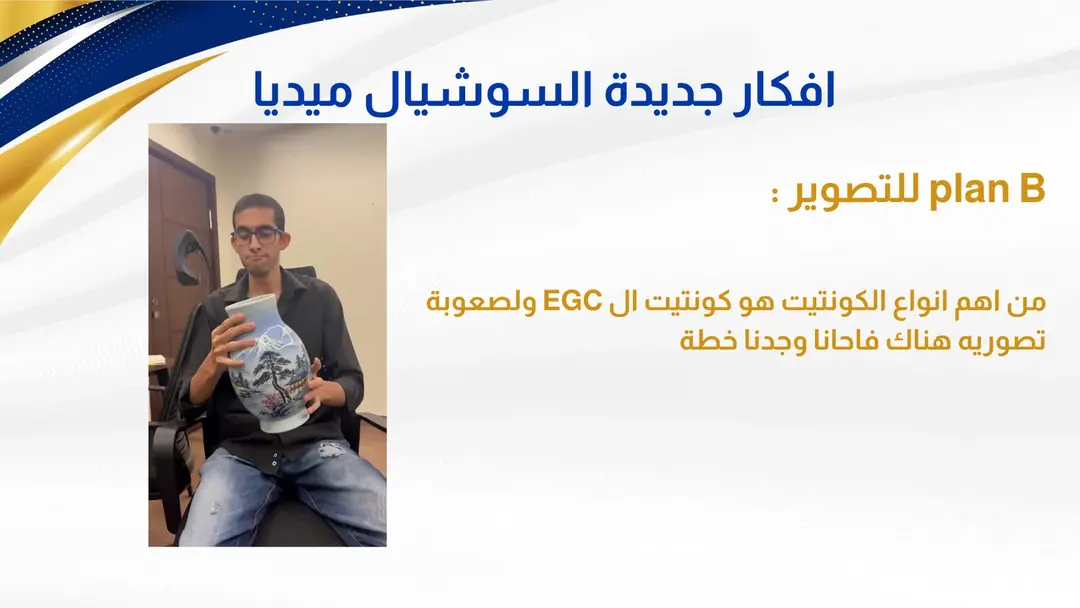 افكار جديدة السوشيال ميديا
plan B للتصوير :
من اهم انواع الكونتيت هو كونتيت ال EGC ولصعوبة
تصوريه هناك فاحانا وجدنا خطة